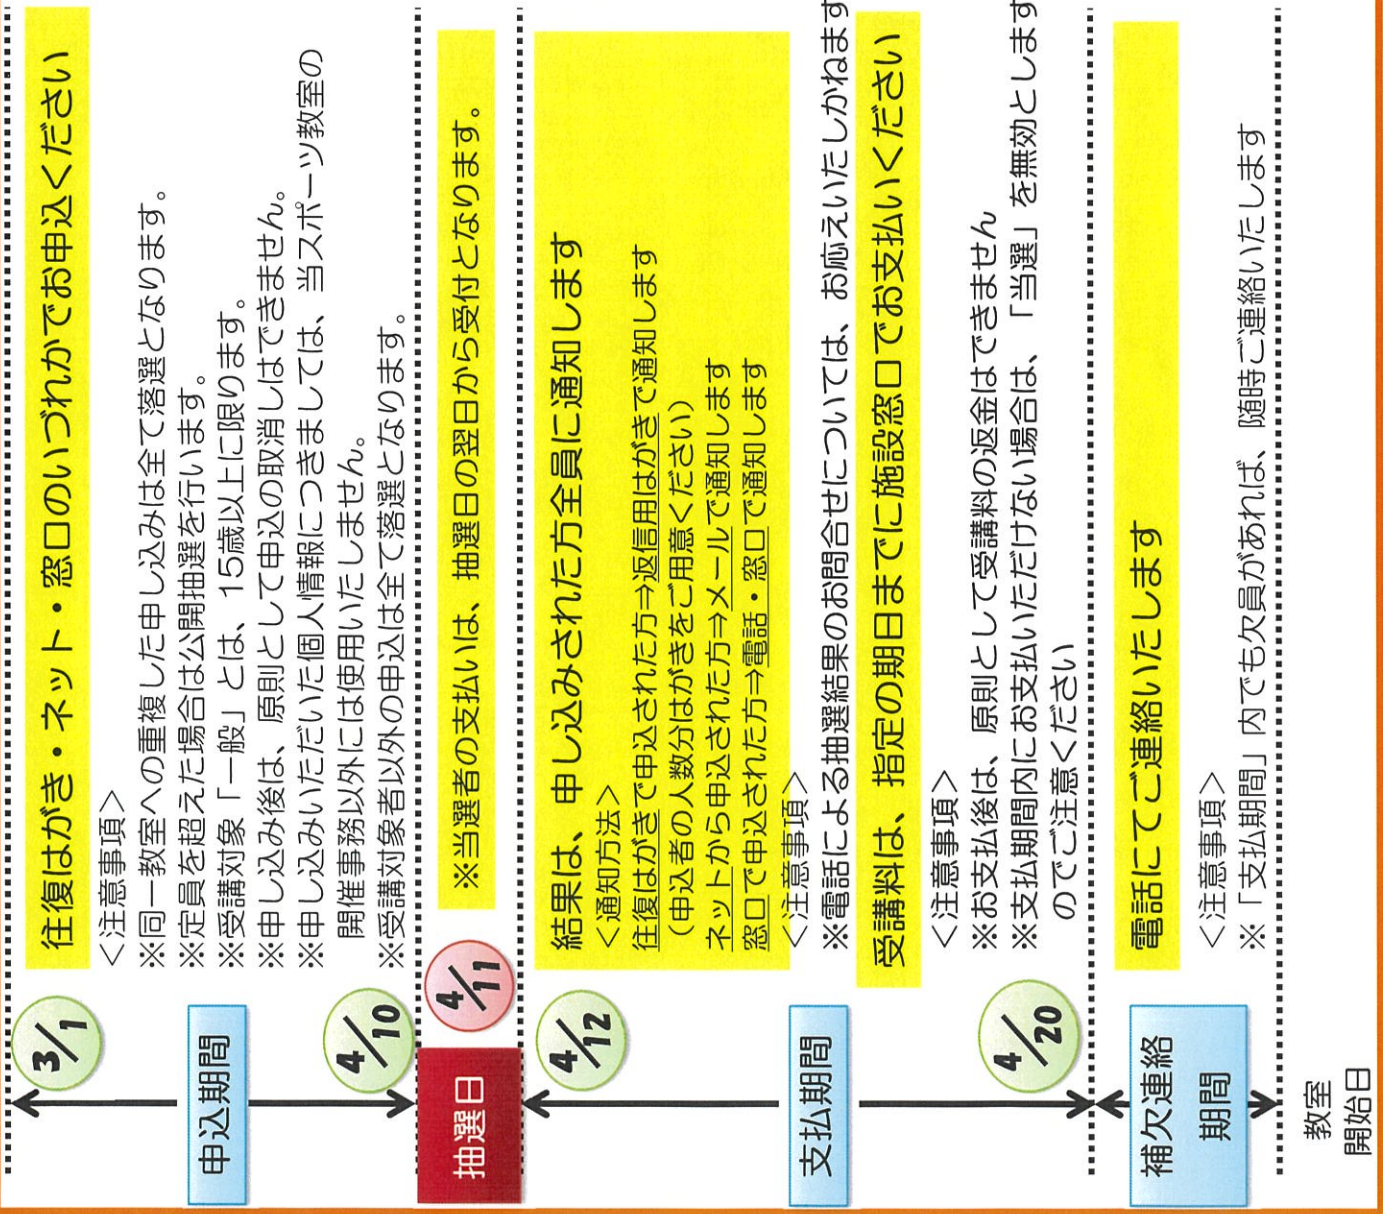 3/1
申込期間
4/10
往復はがき・ネット・窓口のいづれかでお申込ください
<注意事項>
※同一教室への重複した申し込みは全て落選となります。
※定員を超えた場合は公開抽選を行います。
※受講対象「一般」とは、15歳以上に限ります。
※申し込み後は、原則として申込の取消しはできません。
※申し込みいただいた個人情報につきましては、当スポーツ教室の
開催事務以外には使用いたしません。
※受講対象者以外の申込は全て落選となります。
抽選日
4/11
※当選者の支払いは、抽選日の翌日から受付となります。
4/12
支払期間
4/20
結果は、申し込みされた方全員に通知します
<通知方法>
往復はがきで申込された方⇒返信用はがきで通知します
(申込者の人数分はがきをご用意ください)
ネットから申込された方⇒メールで通知します
窓口で申込された方⇒電話・窓口で通知します
<注意事項>
※電話による抽選結果のお問合せについては、お応えいたしかねます
受講料は、指定の期日までに施設窓口でお支払いください
<注意事項>
※お支払後は、原則として受講料の返金はできません
※支払期間内にお支払いただけない場合は、「当選」を無効とします
のでご注意ください
補欠連絡
期間
電話にてご連絡いたします
<注意事項>
※「支払期間」内でも欠員があれば、随時ご連絡いたします
教室
開始日